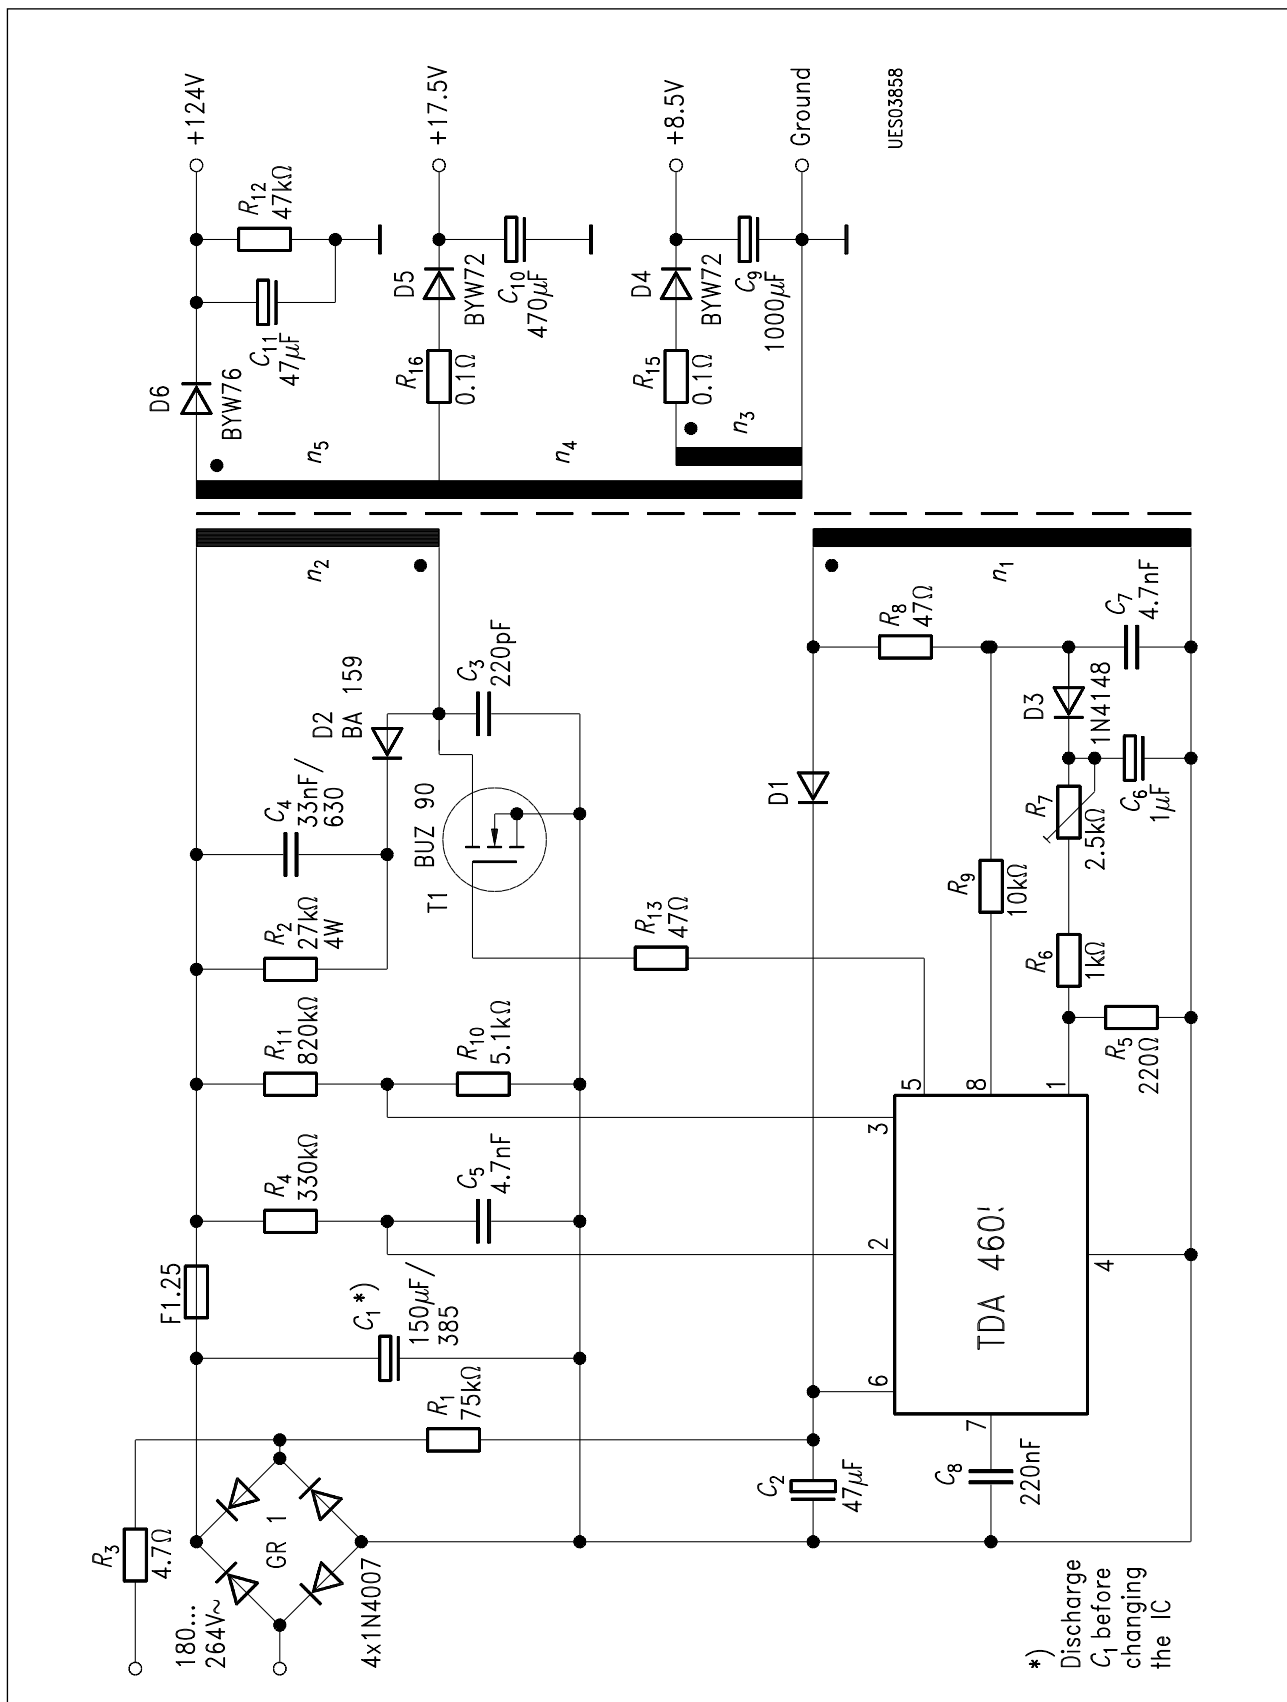 180...
264V~
R3
4.7Ω
GR 1
4x1N4007
F1.25
C1 *)
150μF/
385
R1
75kΩ
R4
330kΩ
C5
4.7nF
R11
820kΩ
R10
5.1kΩ
R2
27kΩ
4W
C4
33nF/
630
D2
BA 159
T1
BUZ 90
C3
220pF
n2
R13
47Ω
D1
C2
47μF
C8
220nF
TDA 460
2
3
5
8
1
4
6
7
R9
10kΩ
R8
47Ω
R5
220Ω
R6
1kΩ
R7
2.5kΩ
C6
1μF
D3
1N4148
C7
4.7nF
n1
n5
n4
n3
D6
BYW76
C11
47μF
R12
47kΩ
+124V
R16
0.1Ω
D5
BYW72
C10
470μF
+17.5V
R15
0.1Ω
D4
BYW72
C9
1000μF
+8.5V
Ground
UES03858
*)
Discharge
C1 before
changing
the IC